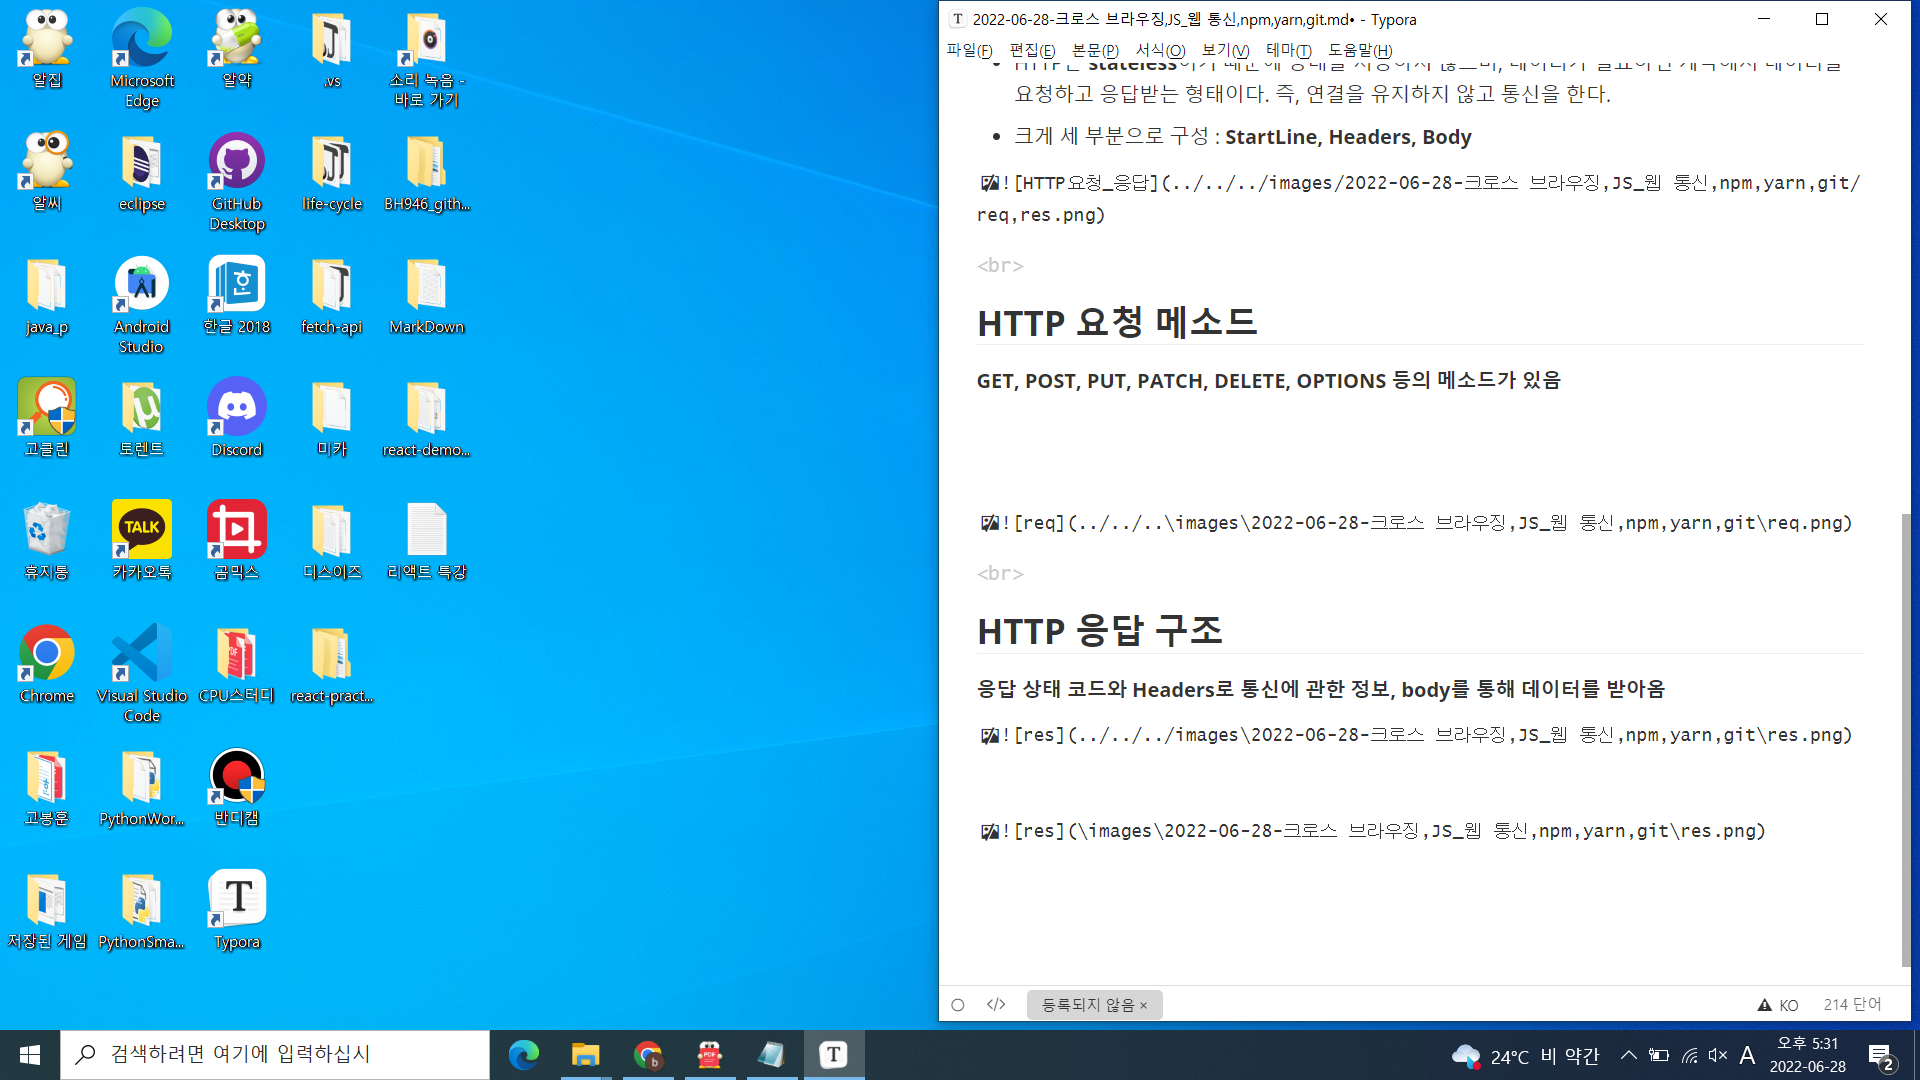 알집
Microsoft Edge
알약
.vs
소리 녹음 - 바로 가기
알씨
eclipse
GitHub Desktop
life-cycle
BH946_gith...
java_p
Android Studio
한글 2018
fetch-api
MarkDown
고클린
토렌트
Discord
미카
react-demo...
휴지통
카카오톡
곰믹스
디스이즈
리액트 특강
Chrome
Visual Studio Code
CPU스터디
react-pract...
고봉훈
PythonWor...
반디캠
저장된 게임
PythonSma...
Typora
2022-06-28-크로스 브라우징,JS_웹 통신,npm,yarn,git.md• - Typora
파일(F) 편집(E) 본문(P) 서식(O) 보기(V) 테마(T) 도움말(H)
요청하고 응답받는 형태이다. 즉, 연결을 유지하지 않고 통신을 한다.
크게 세 부분으로 구성 : StartLine, Headers, Body
![HTTP요청_응답](../../../images/2022-06-28-크로스 브라우징,JS_웹 통신,npm,yarn,git/
req,res.png)
<br>
HTTP 요청 메소드
GET, POST, PUT, PATCH, DELETE, OPTIONS 등의 메소드가 있음
![req](../../..\images\2022-06-28-크로스 브라우징,JS_웹 통신,npm,yarn,git\req.png)
<br>
HTTP 응답 구조
응답 상태 코드와 Headers로 통신에 관한 정보, body를 통해 데이터를 받아옴
![res](../../../images\2022-06-28-크로스 브라우징,JS_웹 통신,npm,yarn,git\res.png)
![res](\images\2022-06-28-크로스 브라우징,JS_웹 통신,npm,yarn,git\res.png)
등록되지 않음 ×
KO
214 단어
검색하려면 여기에 입력하십시
24°C 비 약간
A
오후 5:31
2022-06-28
2